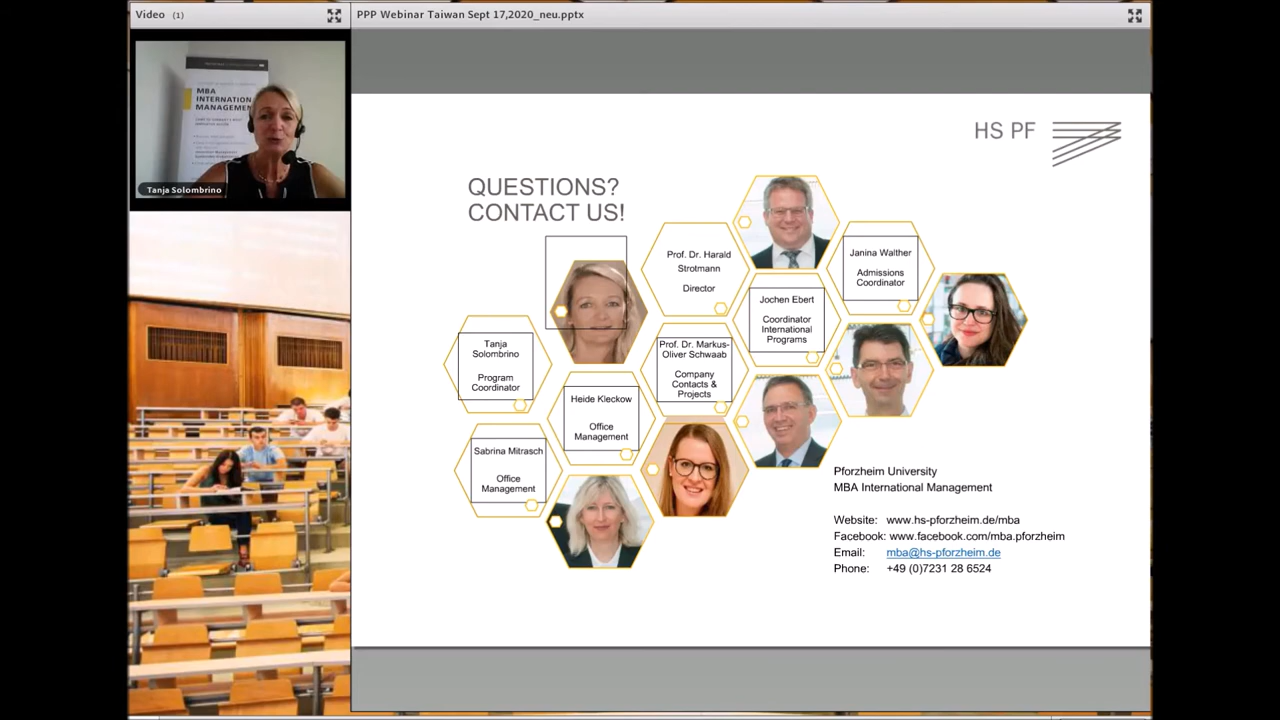 Video (1)
PPP Webinar Taiwan Sept 17,2020_neu.pptx
MBA
INTERNATION
MANAGEMEN
Tanja Solombrino
HS PF
QUESTIONS?
CONTACT US!
Prof. Dr. Harald
Strotmann
Director
Janina Walther
Admissions
Coordinator
Jochen Ebert
Coordinator
International
Programs
Tanja
Solombrino
Program
Coordinator
Prof. Dr. Markus-
Oliver Schwaab
Company
Contacts &
Projects
Heide Kleckow
Office
Management
Sabrina Mitrasch
Office
Management
Pforzheim University
MBA International Management
Website: www.hs-pforzheim.de/mba
Facebook: www.facebook.com/mba.pforzheim
Email: mba@hs-pforzheim.de
Phone: +49 (0)7231 28 6524